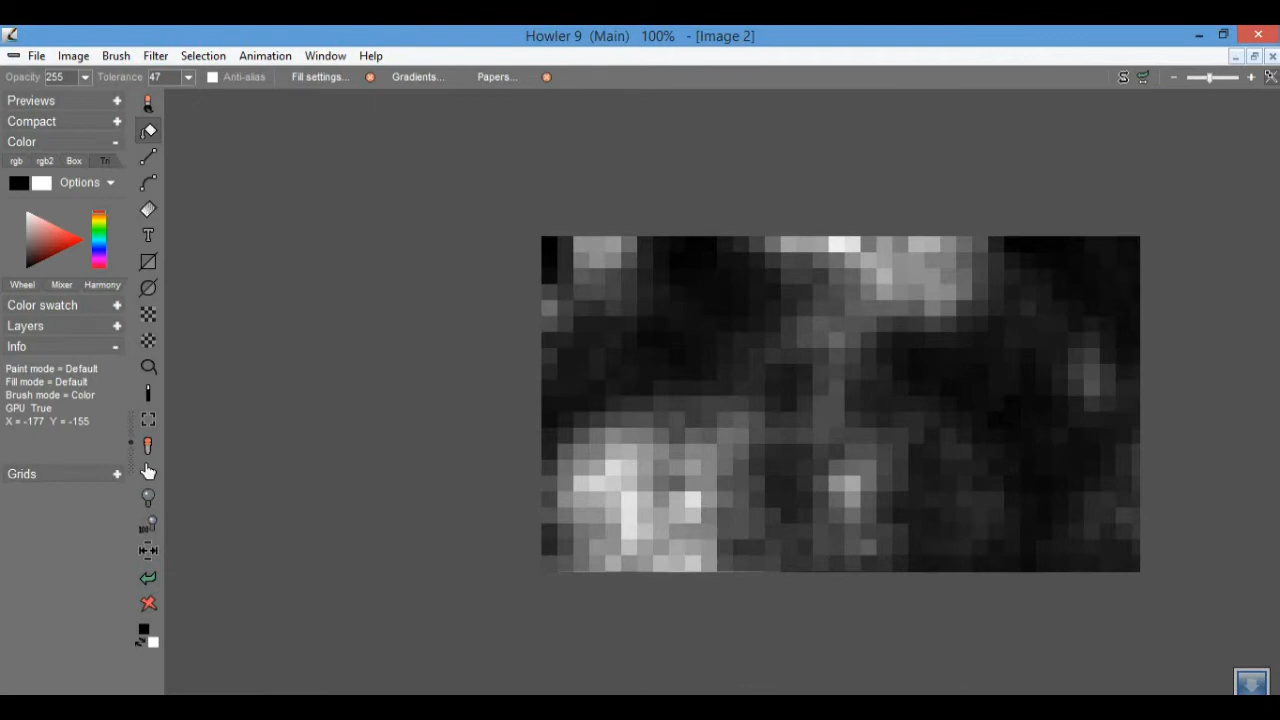 Howler 9 (Main) 100% - [Image 2]
File Image Brush Filter Selection Animation Window Help
Opacity 255 Tolerance 47 Anti-alias Fill settings... Gradients... Papers...
Previews +
Compact +
Color -
rgb rgb2 Box Tri
Options
Wheel Mixer Harmony
Color swatch +
Layers +
Info -
Paint mode = Default
Fill mode = Default
Brush mode = Color
GPU True
X = -177 Y = -155
Grids +
T
100
S